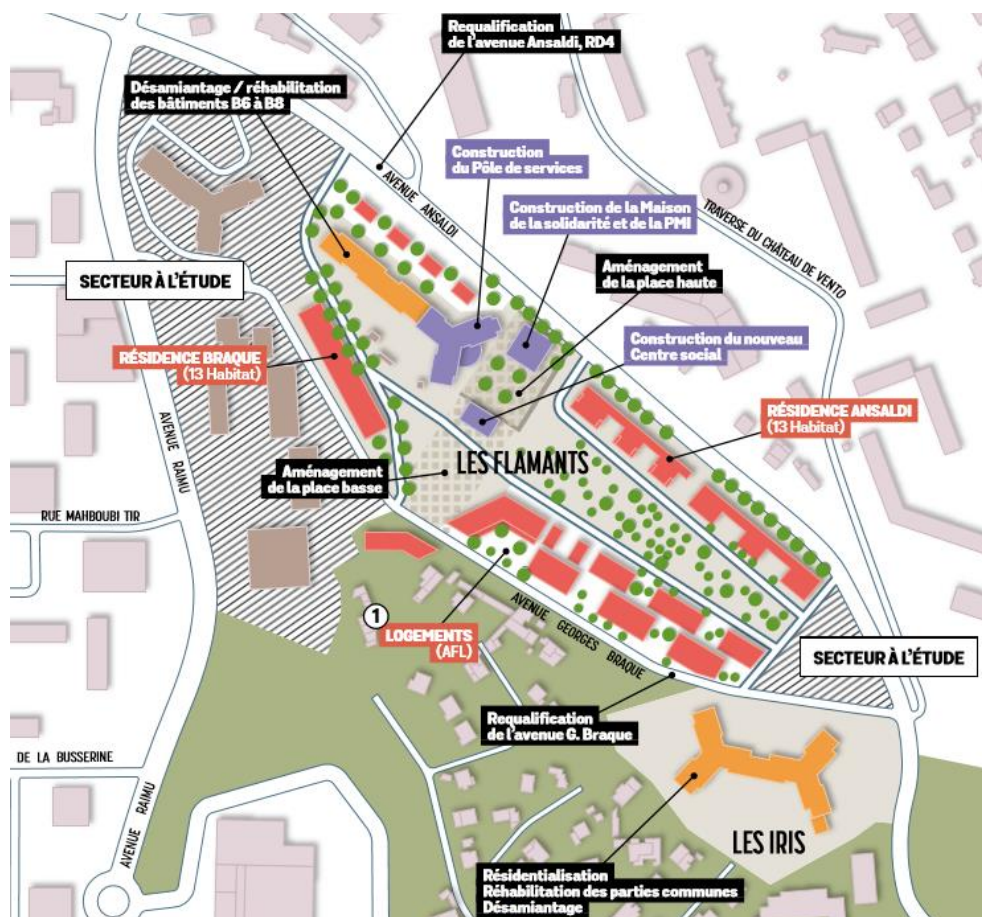 Requalification
de l'avenue Ansaldi, RD4
Désamiantage / réhabilitation
des bâtiments B6 à B8
Construction
du Pôle de services
AVENUE ANSALDI
Construction de la Maison
de la solidarité et de la PMI
TRAVERSE DU CHÂTEAU DE VENTO
SECTEUR À L'ÉTUDE
Aménagement
de la place haute
Construction du nouveau
Centre social
RÉSIDENCE BRAQUE
(13 Habitat)
RÉSIDENCE ANSALDI
(13 Habitat)
AVENUE RAIMU
LES FLAMANTS
Aménagement
de la place basse
RUE MAHBOUBI TIR
1
LOGEMENTS
(AFL)
AVENUE GEORGES BRAQUE
SECTEUR À L'ÉTUDE
Requalification
de l'avenue G. Braque
DE LA BUSSERINE
AVENUE RAIMU
LES IRIS
Résidentialisation
Réhabilitation des parties communes
Désamiantage